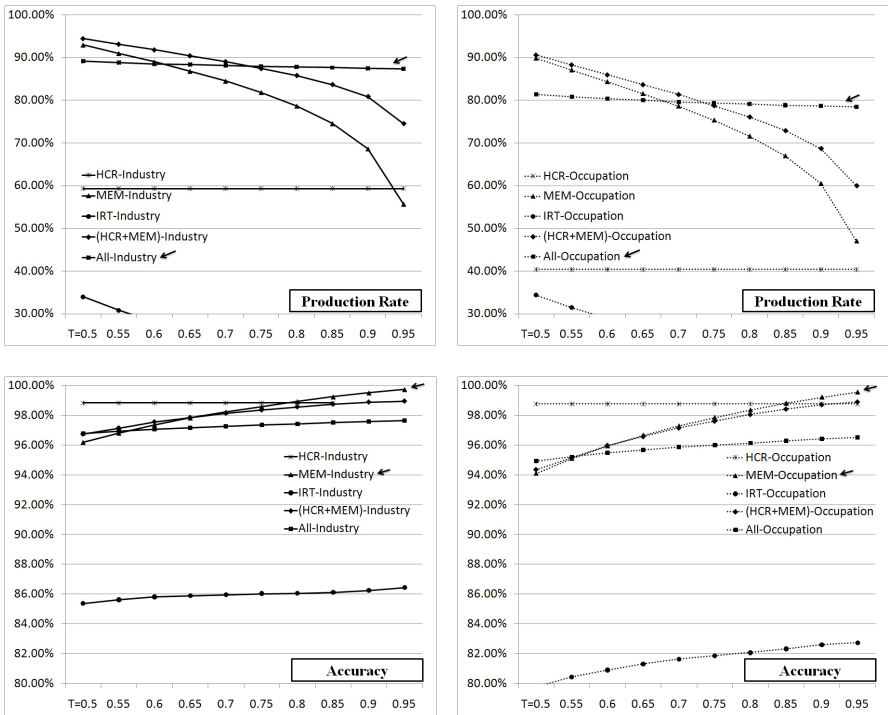 100.00%
90.00%
80.00%
70.00%
60.00%
50.00%
40.00%
30.00%
HCR-Industry
MEM-Industry
IRT-Industry
(HCR+MEM)-Industry
All-Industry
Production Rate
T=0.5 0.55 0.6 0.65 0.7 0.75 0.8 0.85 0.9 0.95
100.00%
90.00%
80.00%
70.00%
60.00%
50.00%
40.00%
30.00%
HCR-Occupation
MEM-Occupation
IRT-Occupation
(HCR+MEM)-Occupation
All-Occupation
Production Rate
T=0.5 0.55 0.6 0.65 0.7 0.75 0.8 0.85 0.9 0.95
100.00%
98.00%
96.00%
94.00%
92.00%
90.00%
88.00%
86.00%
84.00%
82.00%
80.00%
HCR-Industry
MEM-Industry
IRT-Industry
(HCR+MEM)-Industry
All-Industry
Accuracy
T=0.5 0.55 0.6 0.65 0.7 0.75 0.8 0.85 0.9 0.95
100.00%
98.00%
96.00%
94.00%
92.00%
90.00%
88.00%
86.00%
84.00%
82.00%
80.00%
HCR-Occupation
MEM-Occupation
IRT-Occupation
(HCR+MEM)-Occupation
All-Occupation
Accuracy
T=0.5 0.55 0.6 0.65 0.7 0.75 0.8 0.85 0.9 0.95